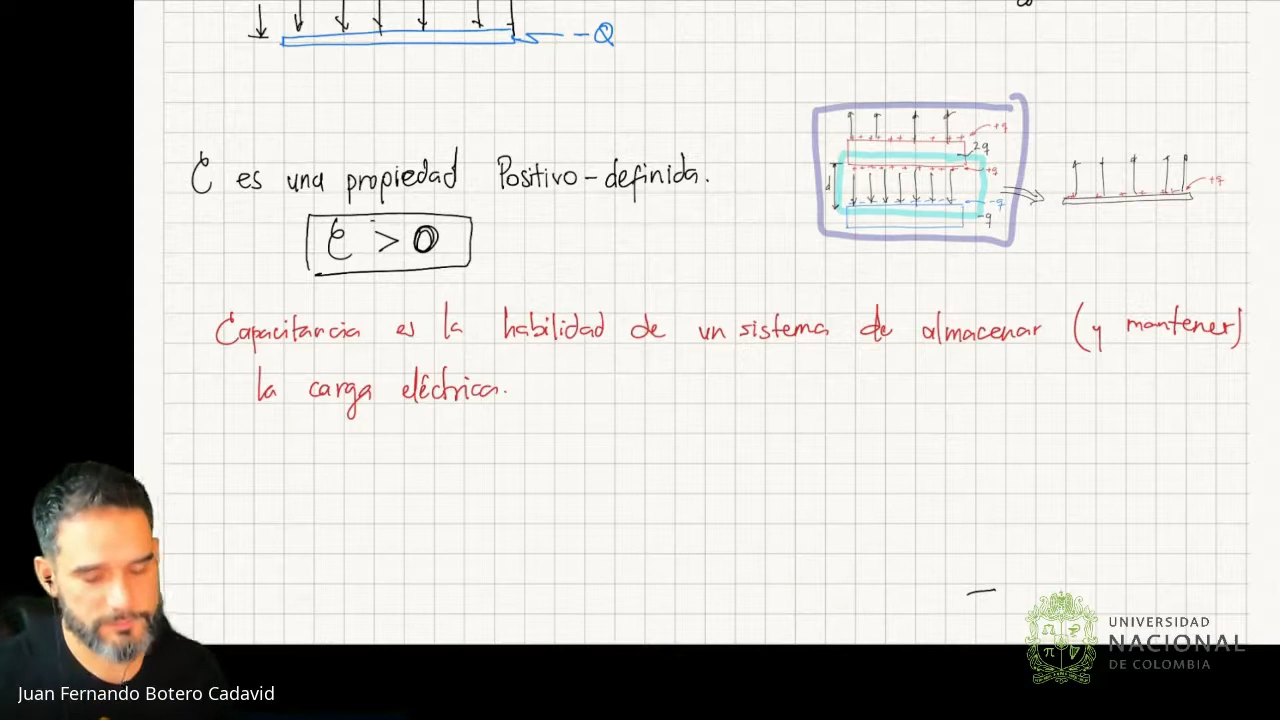 -Q
C es una propiedad Positivo-definida.
C > 0
+q
2q
+q
d
-q
-q
+q
Capacitancia es la habilidad de un sistema de almacenar (y mantener)
la carga eléctrica.
UNIVERSIDAD
NACIONAL
DE COLOMBIA
Juan Fernando Botero Cadavid